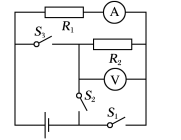 R₁ A
S₃ R₂
V
S₂ S₁